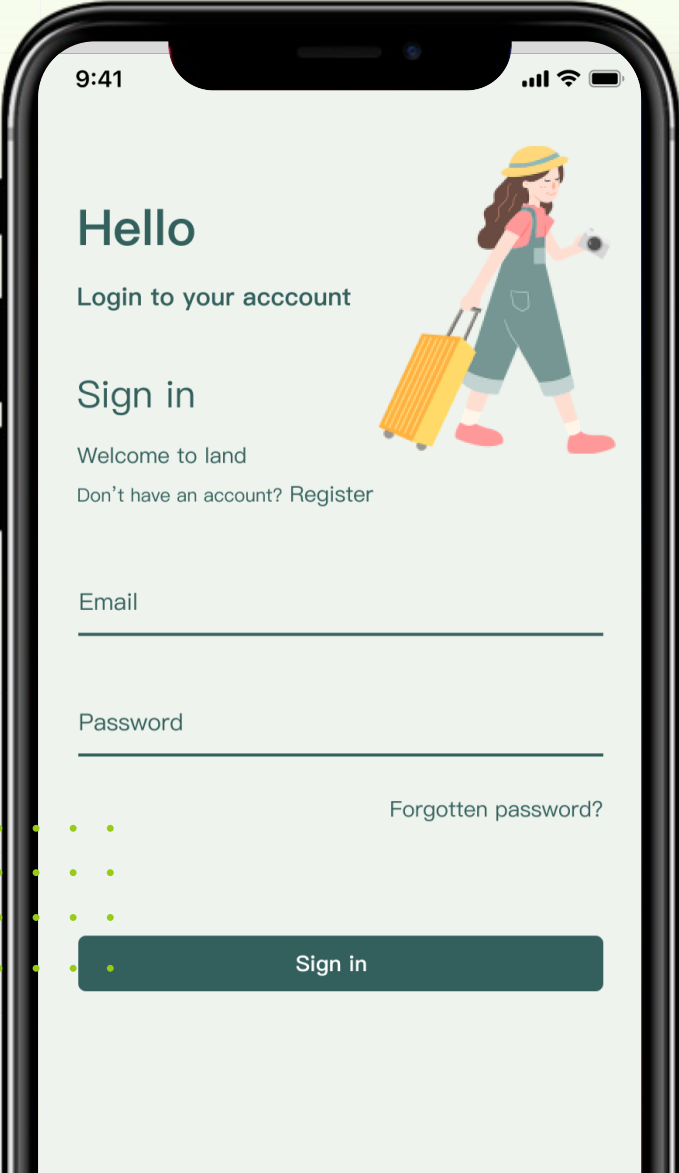 9:41
Hello
Login to your acccount
Sign in
Welcome to land
Don't have an account? Register
Email
Password
Forgotten password?
Sign in